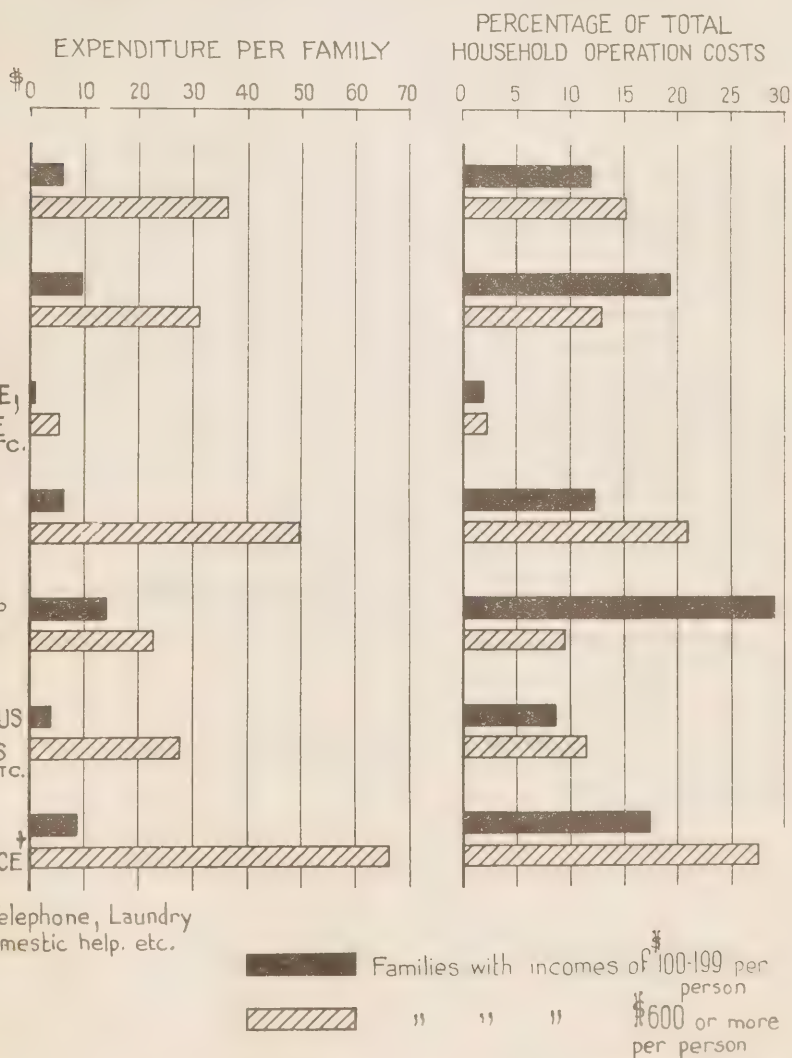 EXPENDITURE PER FAMILY
$ 0 10 20 30 40 50 60 70
PERCENTAGE OF TOTAL
HOUSEHOLD OPERATION COSTS
0 5 10 15 20 25 30
E,
E
TC.
P
US
S
TC.
CE†
elephone, Laundry
mestic help. etc.
Families with incomes of $100-199 per
person
" " " $600 or more
per person